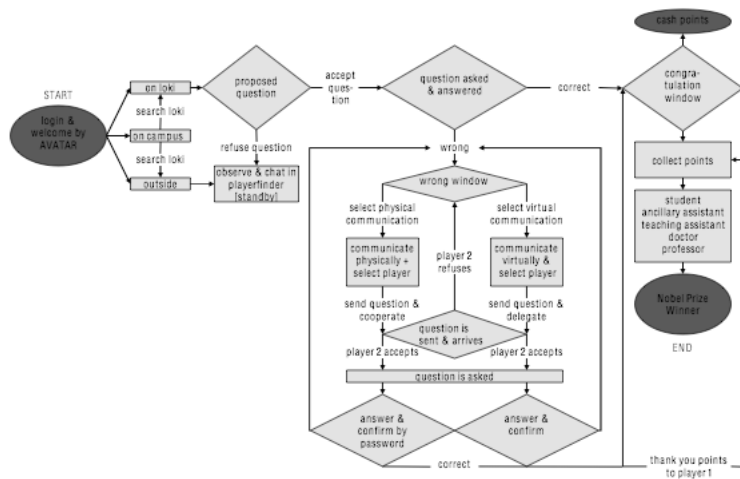 START
login &
welcome by
AVATAR
on loki
search loki
on campus
search loki
outside
proposed
question
accept
ques-
tion
refuse question
observe & chat in
playerfinder
[standby]
question asked
& answered
correct
wrong
wrong window
select physical
communication
select virtual
communication
communicate
physically +
select player
player 2
refuses
communicate
virtually &
select player
send question &
cooperate
send question &
delegate
question is
sent & arrives
player 2 accepts
player 2 accepts
question is asked
answer &
confirm by
password
answer &
confirm
correct
cash points
congra-
tulation
window
collect points
student
ancillary assistant
teaching assistant
doctor
professor
Nobel Prize
Winner
END
thank you points
to player 1